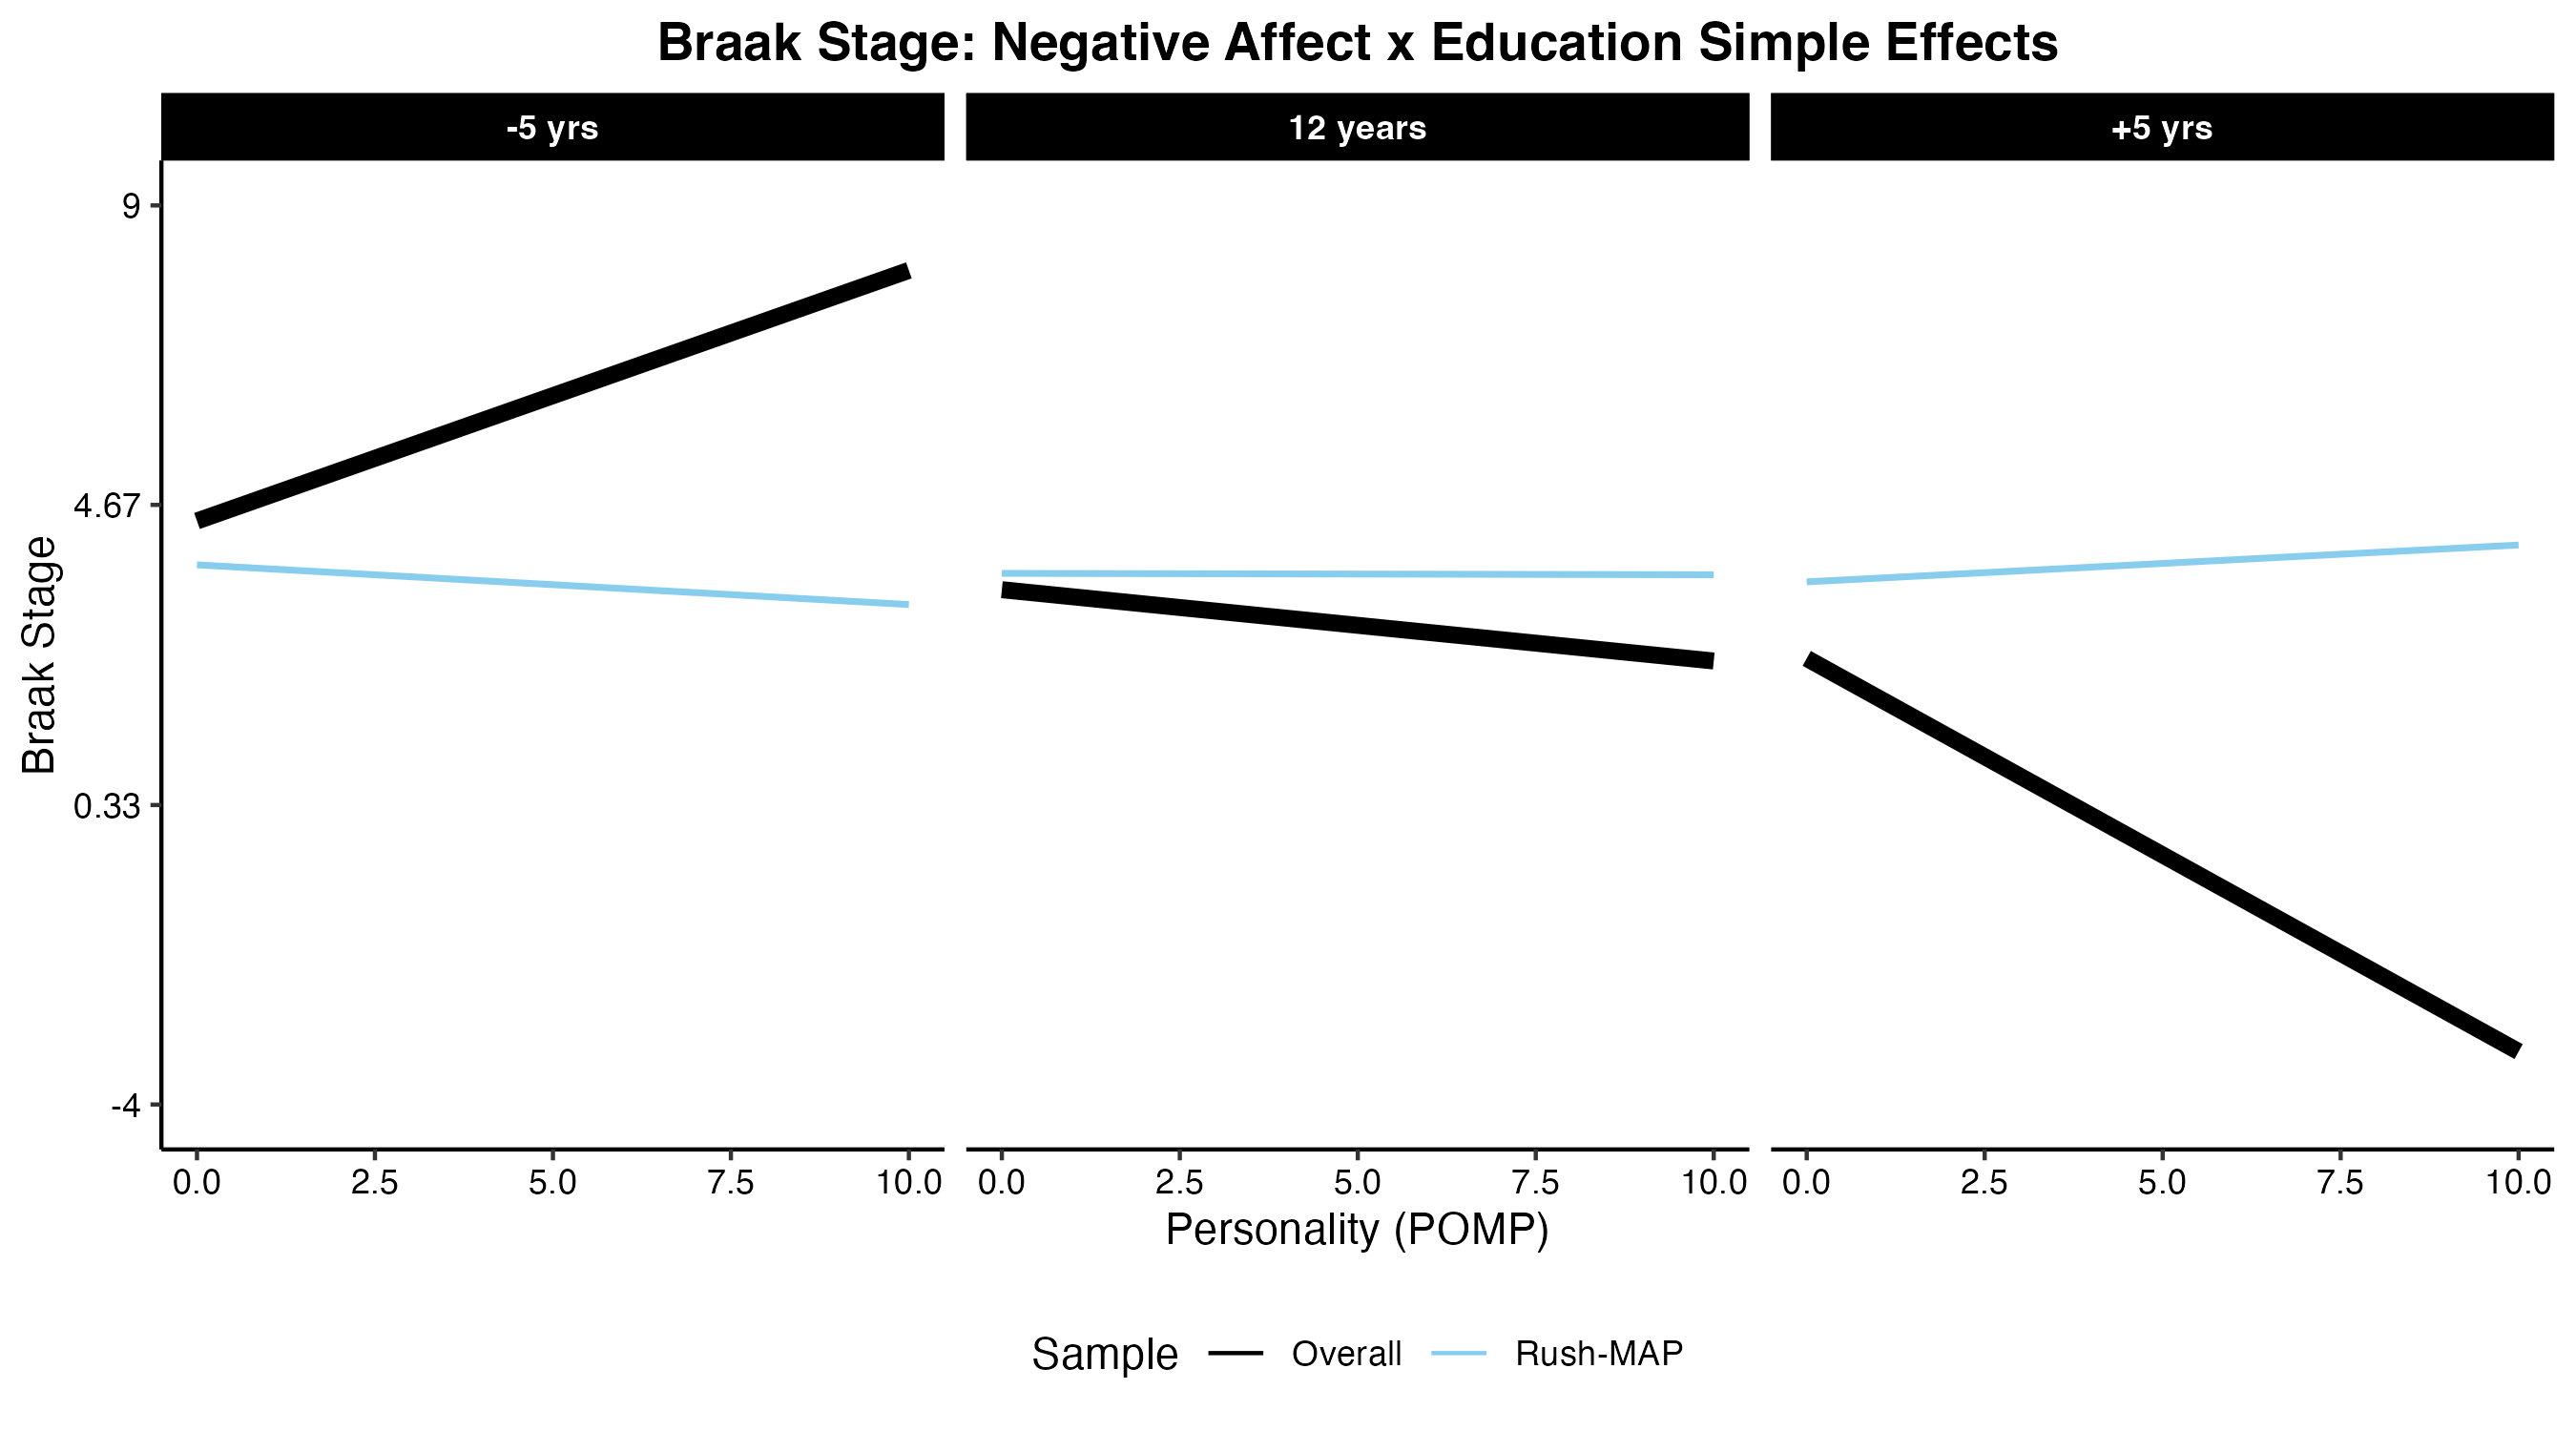 Braak Stage: Negative Affect x Education Simple Effects
-5 yrs
12 years
+5 yrs
Braak Stage
9
4.67
0.33
-4
0.0 2.5 5.0 7.5 10.0
0.0 2.5 5.0 7.5 10.0
0.0 2.5 5.0 7.5 10.0
Personality (POMP)
Sample Overall Rush-MAP